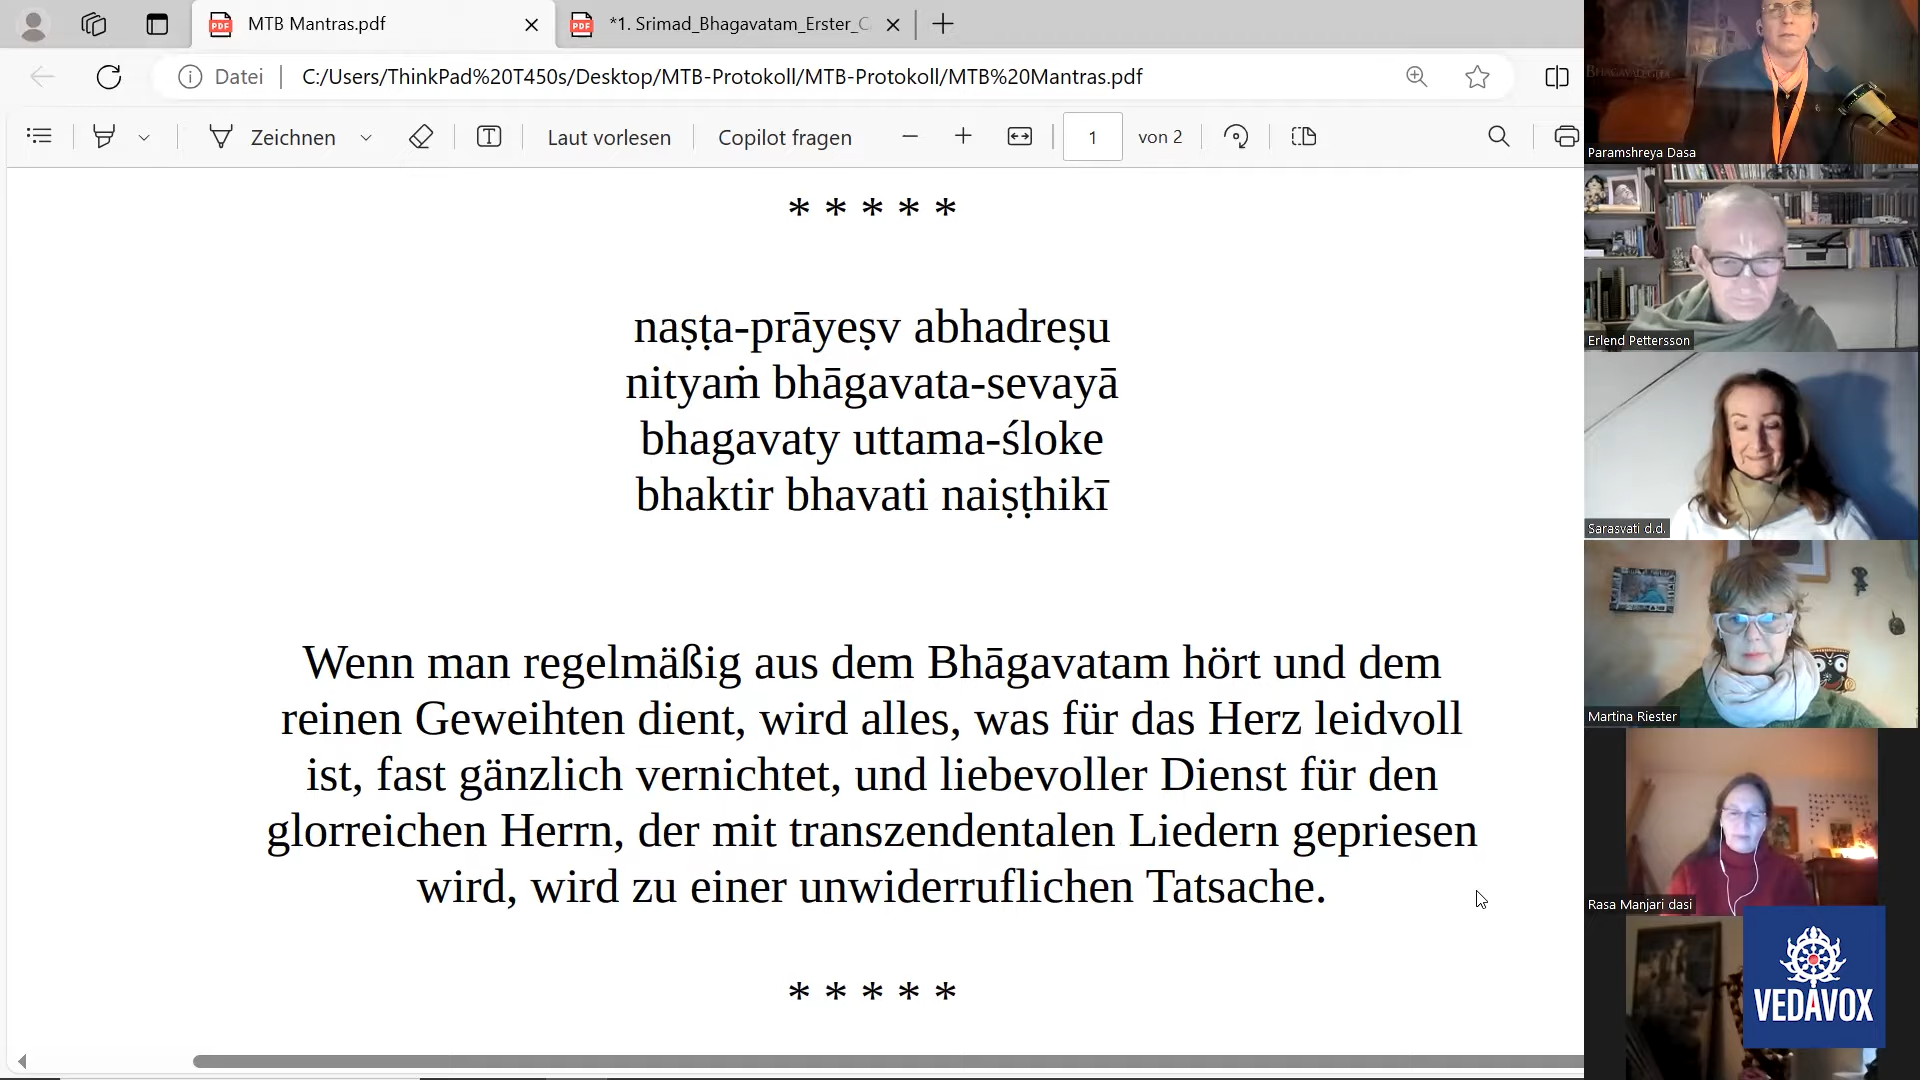 MTB Mantras.pdf
*1. Srimad_Bhagavatam_Erster_C
Datei
C:/Users/ThinkPad%20T450s/Desktop/MTB-Protokoll/MTB-Protokoll/MTB%20Mantras.pdf
Zeichnen
Laut vorlesen
Copilot fragen
1
von 2
* * * * *
naṣṭa-prāyeṣv abhadreṣu
nityaṁ bhāgavata-sevayā
bhagavaty uttama-śloke
bhaktir bhavati naiṣṭhikī
Wenn man regelmäßig aus dem Bhāgavatam hört und dem
reinen Geweihten dient, wird alles, was für das Herz leidvoll
ist, fast gänzlich vernichtet, und liebevoller Dienst für den
glorreichen Herrn, der mit transzendentalen Liedern gepriesen
wird, wird zu einer unwiderruflichen Tatsache.
* * * * *
Paramshreya Dasa
Erlend Pettersson
Sarasvati d.d.
Martina Riester
Rasa Manjari dasi
VEDAVOX